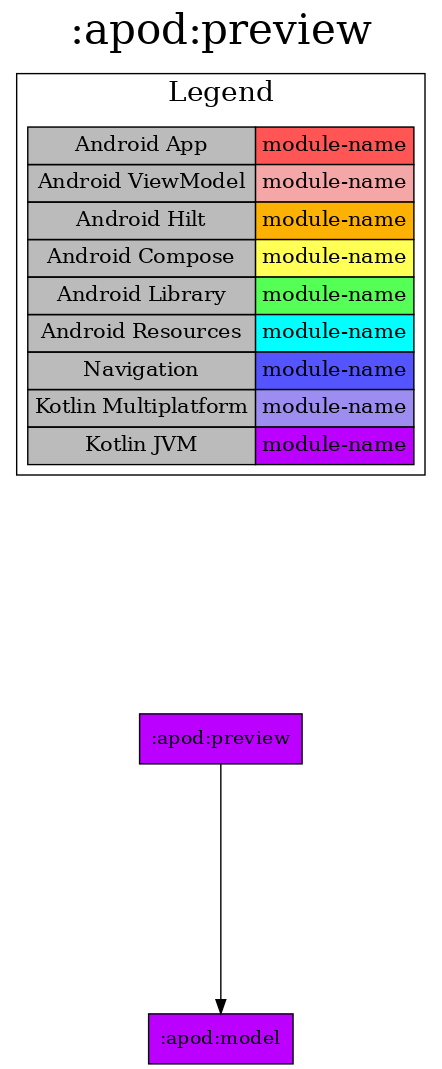 :apod:preview
Legend
Android App module-name
Android ViewModel module-name
Android Hilt module-name
Android Compose module-name
Android Library module-name
Android Resources module-name
Navigation module-name
Kotlin Multiplatform module-name
Kotlin JVM module-name
:apod:preview
:apod:model